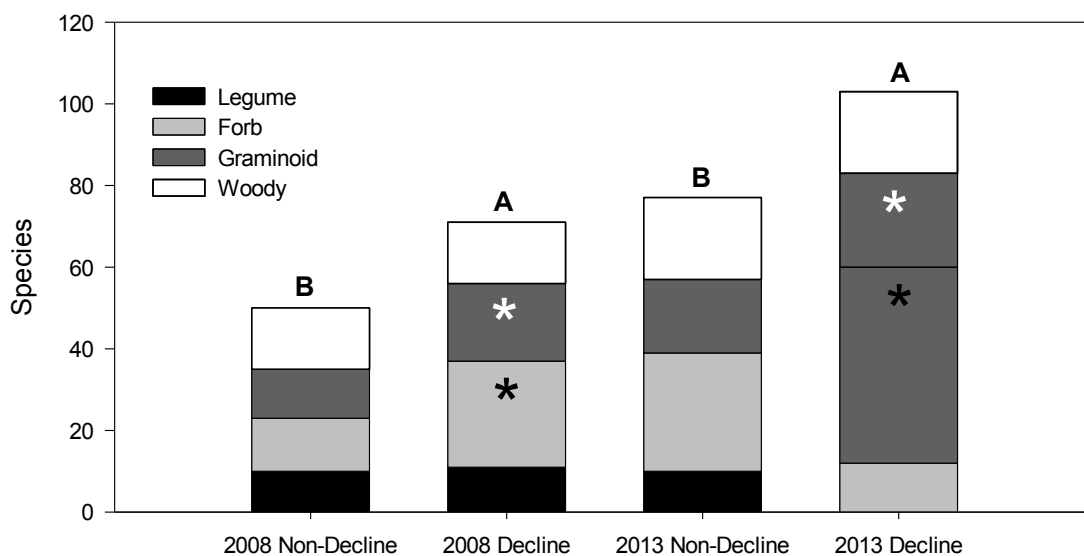 120
100
80
60
40
20
0
Species
Legume
Forb
Graminoid
Woody
B
A
*
*
B
A
*
*
2008 Non-Decline
2008 Decline
2013 Non-Decline
2013 Decline